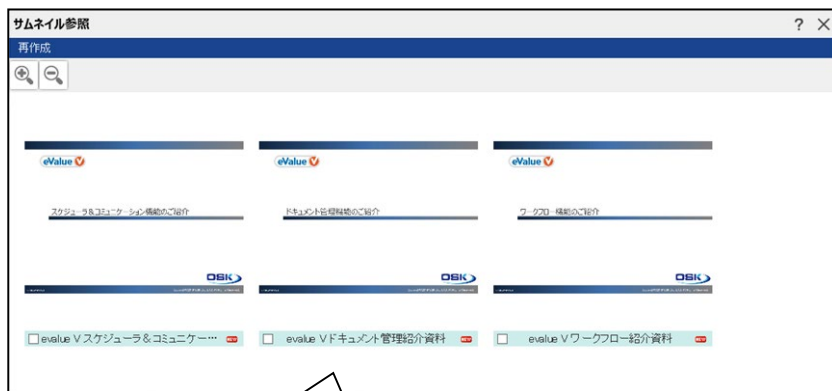 サムネイル参照 ? ×
再作成
eValue V
eValue V
eValue V
スケジューラ&コミュニケーション機能のご紹介
ドキュメント管理機能のご紹介
ワークフロー機能のご紹介
OSK
OSK
OSK
evalue V スケジューラ&コミュニケー… NEW
evalue V ドキュメント管理紹介資料 NEW
evalue V ワークフロー紹介資料 NEW